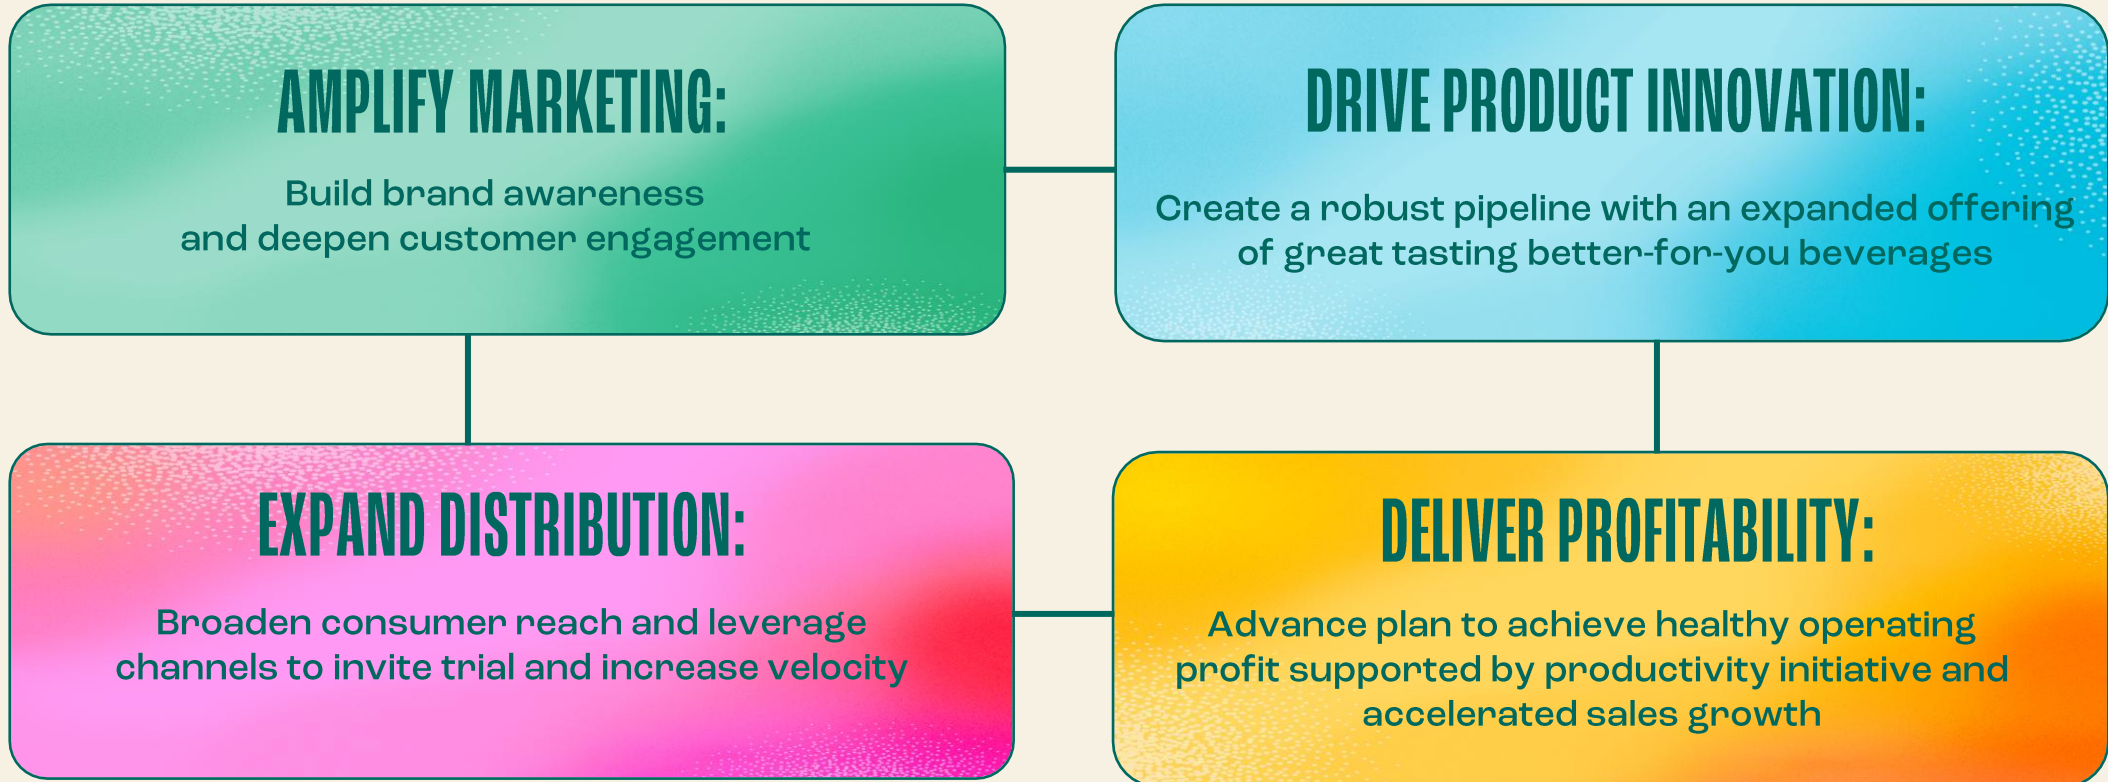 AMPLIFY MARKETING:
Build brand awareness
and deepen customer engagement
DRIVE PRODUCT INNOVATION:
Create a robust pipeline with an expanded offering
of great tasting better-for-you beverages
EXPAND DISTRIBUTION:
Broaden consumer reach and leverage
channels to invite trial and increase velocity
DELIVER PROFITABILITY:
Advance plan to achieve healthy operating
profit supported by productivity initiative and
accelerated sales growth